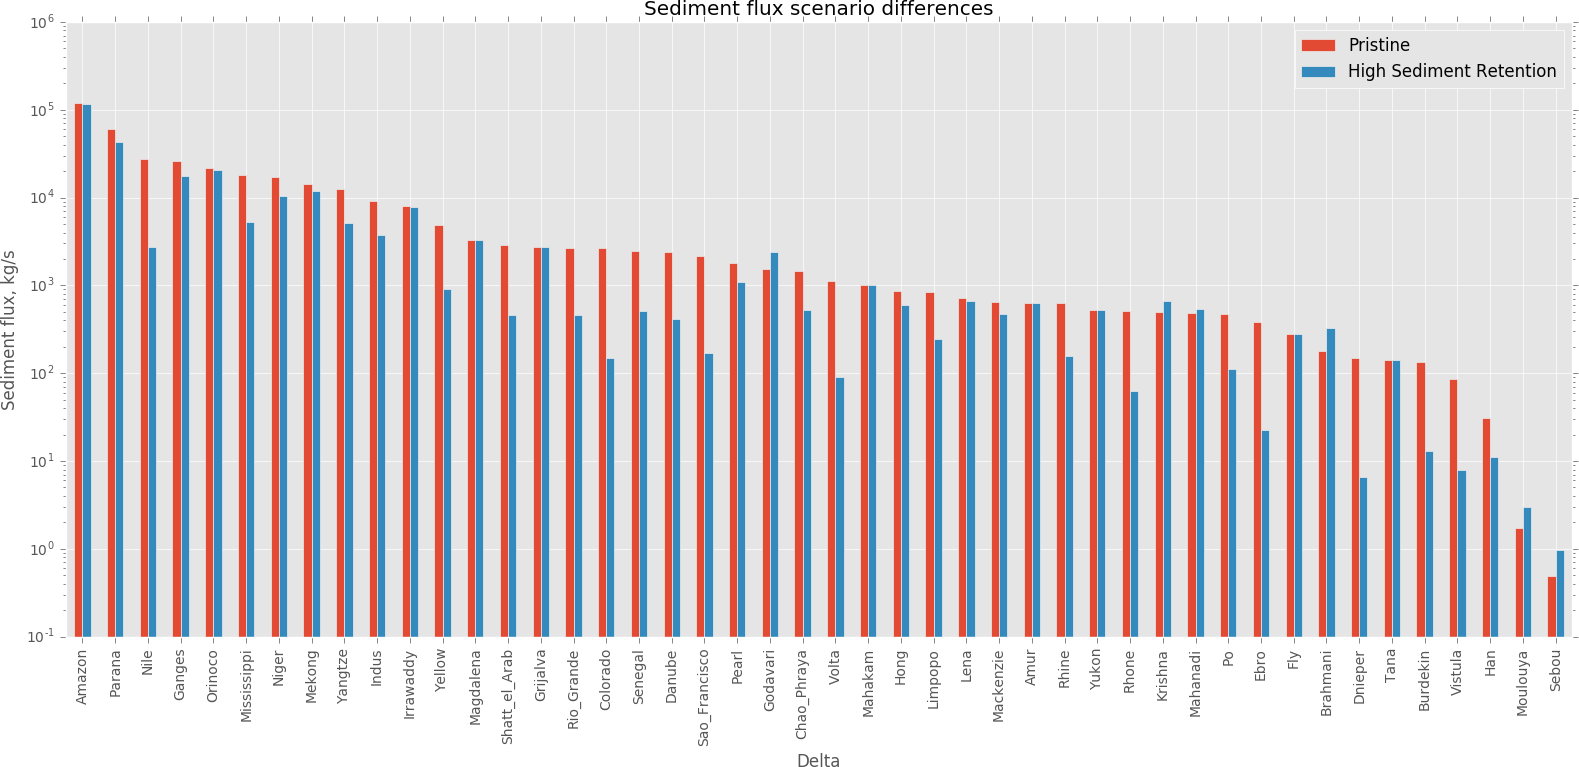 Sediment flux scenario differences
Pristine
High Sediment Retention
Sediment flux, kg/s
10^6
10^5
10^4
10^3
10^2
10^1
10^0
10^-1
Amazon
Parana
Nile
Ganges
Orinoco
Mississippi
Niger
Mekong
Yangtze
Indus
Irrawaddy
Yellow
Magdalena
Shatt_el_Arab
Grijalva
Rio_Grande
Colorado
Senegal
Danube
Sao_Francisco
Pearl
Godavari
Chao_Phraya
Volta
Mahakam
Hong
Limpopo
Lena
Mackenzie
Amur
Rhine
Yukon
Rhone
Krishna
Mahanadi
Po
Ebro
Fly
Brahmani
Dnieper
Tana
Burdekin
Vistula
Han
Moulouya
Sebou
Delta